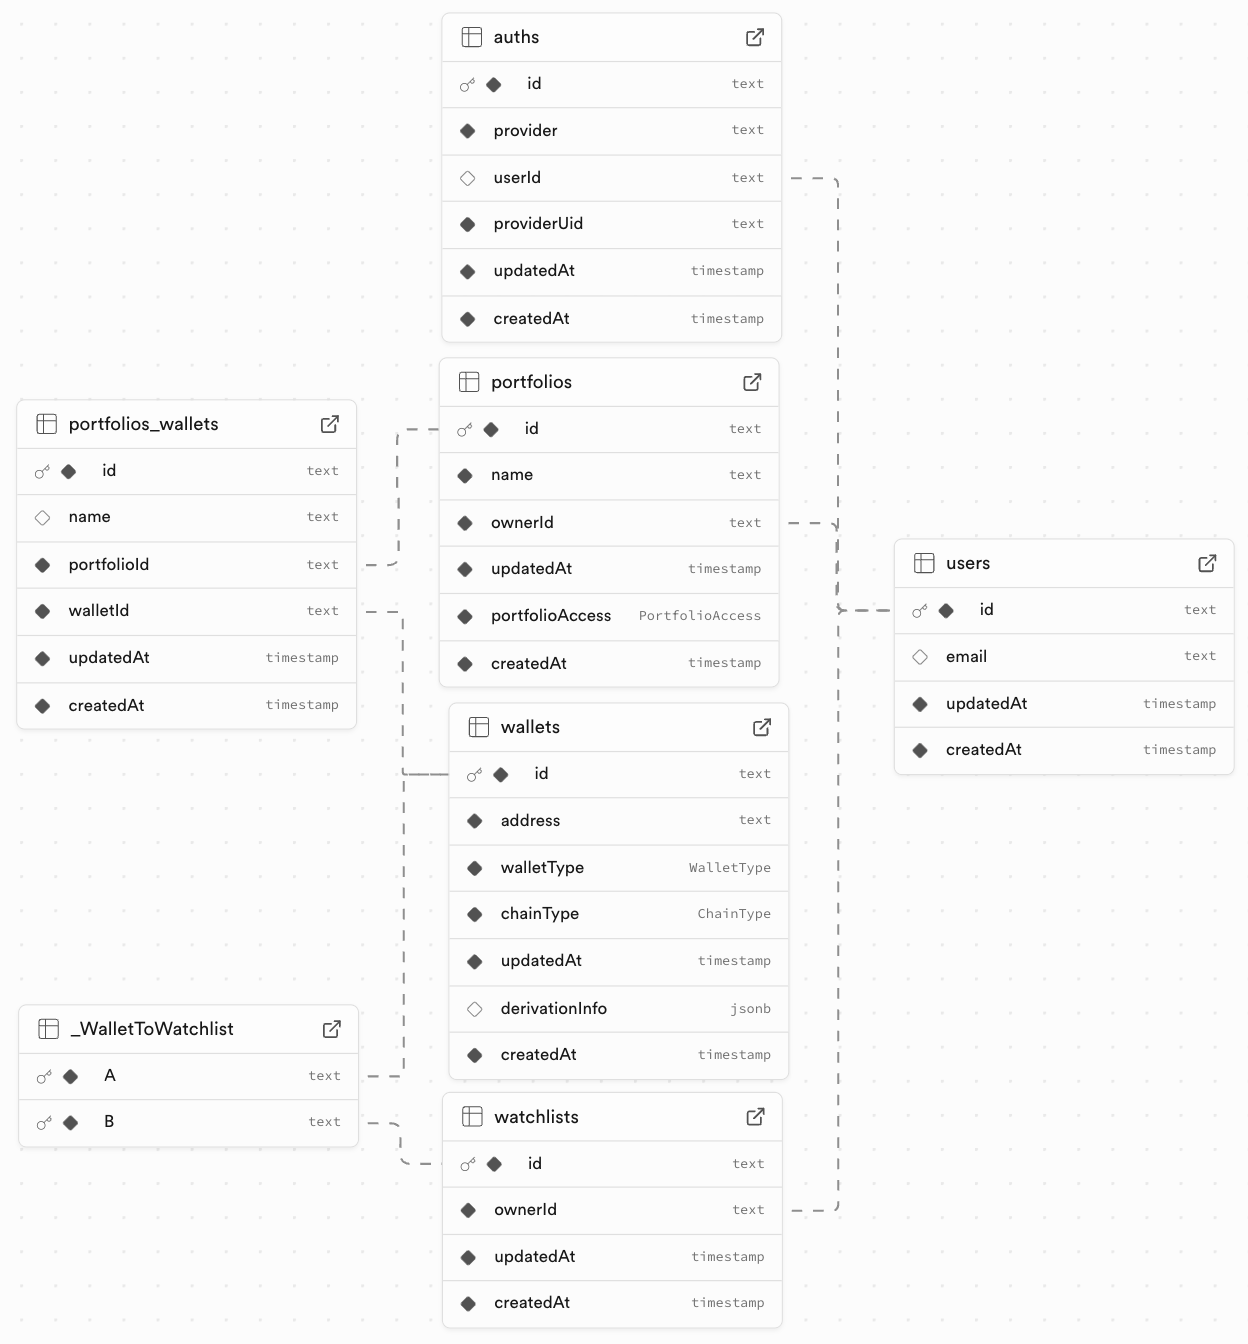 auths
id text
provider text
userId text
providerUid text
updatedAt timestamp
createdAt timestamp
portfolios
id text
name text
ownerId text
updatedAt timestamp
portfolioAccess PortfolioAccess
createdAt timestamp
portfolios_wallets
id text
name text
portfolioId text
walletId text
updatedAt timestamp
createdAt timestamp
users
id text
email text
updatedAt timestamp
createdAt timestamp
wallets
id text
address text
walletType WalletType
chainType ChainType
updatedAt timestamp
derivationInfo jsonb
createdAt timestamp
_WalletToWatchlist
A text
B text
watchlists
id text
ownerId text
updatedAt timestamp
createdAt timestamp